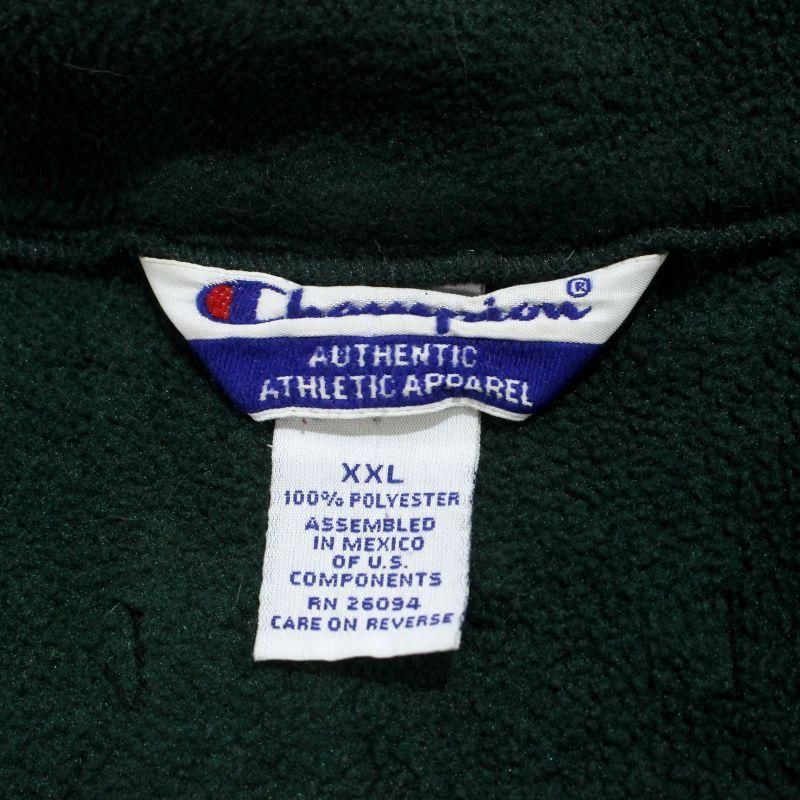 Champion®
AUTHENTIC
ATHLETIC APPAREL
XXL
100% POLYESTER
ASSEMBLED
IN MEXICO
OF U.S.
COMPONENTS
RN 26094
CARE ON REVERSE